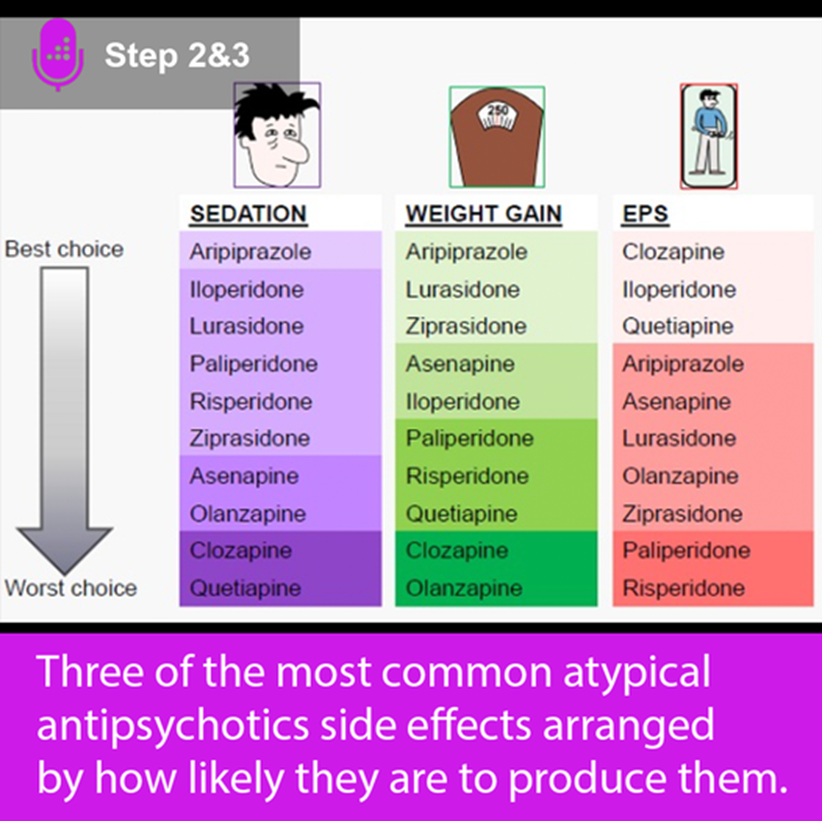 Step 2&3
250
SEDATION WEIGHT GAIN EPS
Best choice Aripiprazole Aripiprazole Clozapine
Iloperidone Lurasidone Iloperidone
Lurasidone Ziprasidone Quetiapine
Paliperidone Asenapine Aripiprazole
Risperidone Iloperidone Asenapine
Ziprasidone Paliperidone Lurasidone
Asenapine Risperidone Olanzapine
Olanzapine Quetiapine Ziprasidone
Clozapine Clozapine Paliperidone
Worst choice Quetiapine Olanzapine Risperidone
Three of the most common atypical
antipsychotics side effects arranged
by how likely they are to produce them.